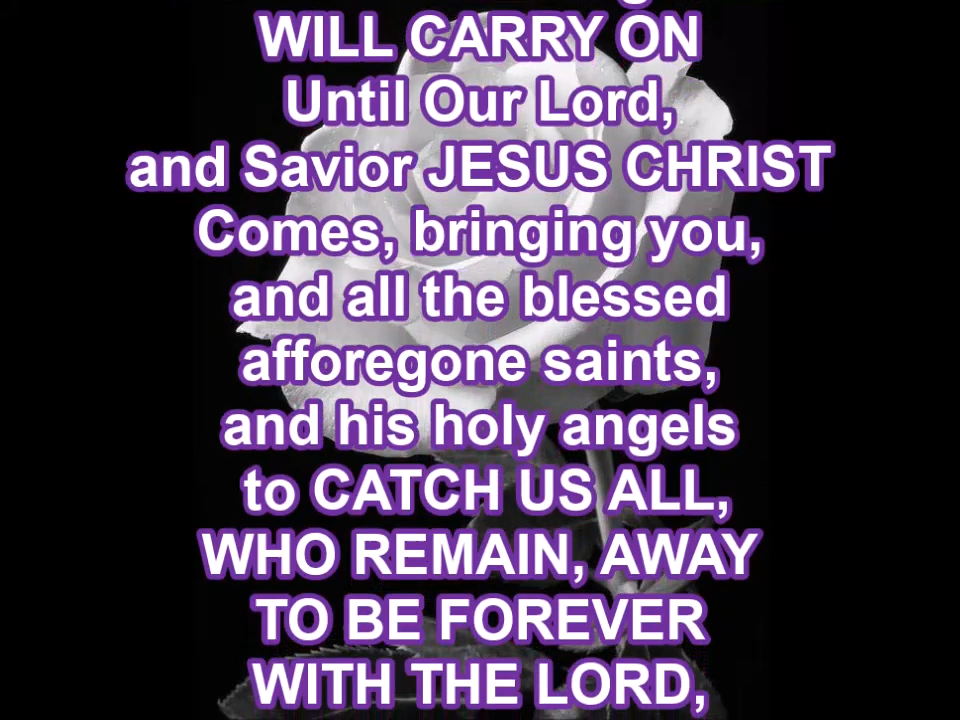 WILL CARRY ON
Until Our Lord,
and Savior JESUS CHRIST
Comes, bringing you,
and all the blessed
afforegone saints,
and his holy angels
to CATCH US ALL,
WHO REMAIN, AWAY
TO BE FOREVER
WITH THE LORD,